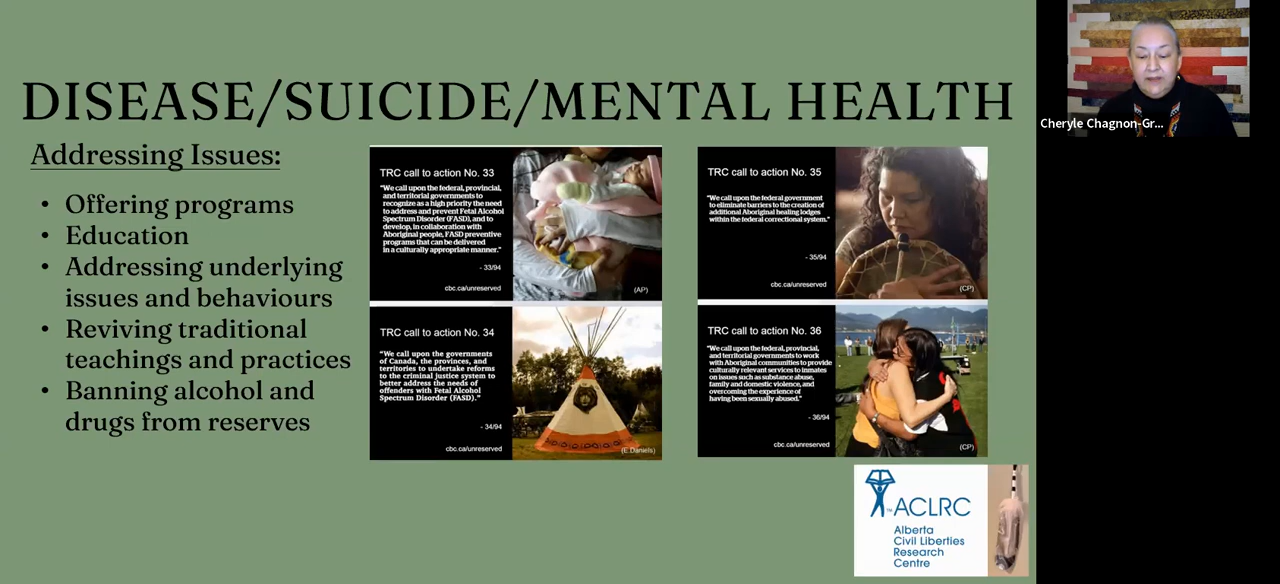 DISEASE/SUICIDE/MENTAL HEALTH
Addressing Issues:
• Offering programs
• Education
• Addressing underlying
issues and behaviours
• Reviving traditional
teachings and practices
• Banning alcohol and
drugs from reserves
TRC call to action No. 33
"We call upon the federal, provincial,
and territorial governments to
recognize as a high priority the need
to address and prevent Fetal Alcohol
Spectrum Disorder (FASD), and to
develop, in collaboration with
Aboriginal people, FASD preventive
programs that can be delivered
in a culturally appropriate manner."
- 33/94
cbc.ca/unreserved
(AP)
TRC call to action No. 34
"We call upon the governments
of Canada, the provinces, and
territories to undertake reforms
to the criminal justice system to
better address the needs of
offenders with Fetal Alcohol
Spectrum Disorder (FASD)."
- 34/94
cbc.ca/unreserved
(E.Daniels)
TRC call to action No. 35
"We call upon the federal government
to eliminate barriers to the creation of
additional Aboriginal healing lodges
within the federal correctional system."
- 35/94
cbc.ca/unreserved
(CP)
TRC call to action No. 36
"We call upon the federal, provincial,
and territorial governments to work
with Aboriginal communities to provide
culturally relevant services to inmates
on issues such as substance abuse,
family and domestic violence, and
overcoming the experience of
having been sexually abused."
- 36/94
cbc.ca/unreserved
(CP)
TM ACLRC
Alberta
Civil Liberties
Research
Centre
Cheryle Chagnon-Gr...